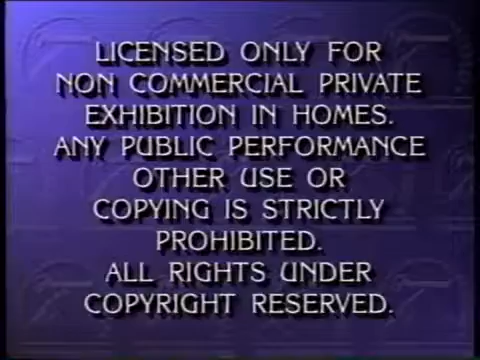 LICENSED ONLY FOR
NON COMMERCIAL PRIVATE
EXHIBITION IN HOMES.
ANY PUBLIC PERFORMANCE
OTHER USE OR
COPYING IS STRICTLY
PROHIBITED.
ALL RIGHTS UNDER
COPYRIGHT RESERVED.